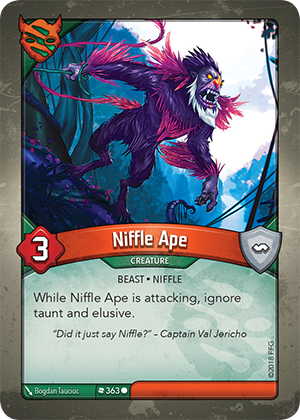 Niffle Ape
3
CREATURE
BEAST • NIFFLE
While Niffle Ape is attacking, ignore
taunt and elusive.
“Did it just say Niffle?” - Captain Val Jericho
Bogdan Tauciuc
363
©2018 FFG